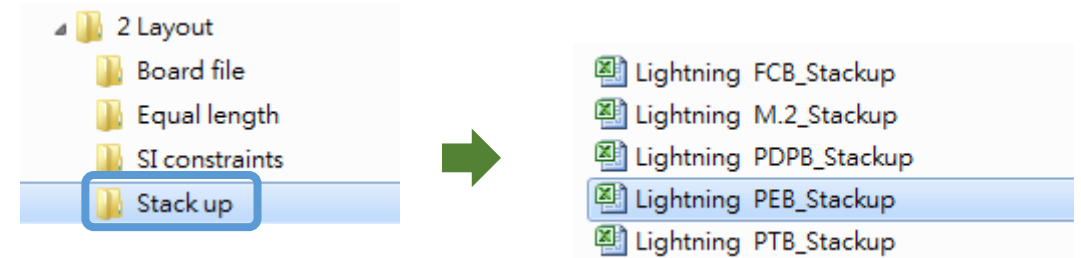 2 Layout
Board file
Equal length
SI constraints
Stack up
Lightning FCB_Stackup
Lightning M.2_Stackup
Lightning PDPB_Stackup
Lightning PEB_Stackup
Lightning PTB_Stackup